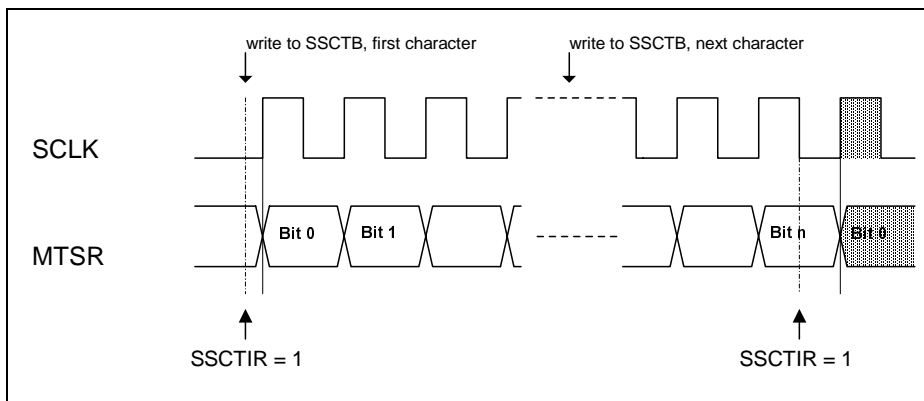 write to SSCTB, first character
write to SSCTB, next character
SCLK
MTSR
Bit 0
Bit 1
Bit n
Bit 0
SSCTIR = 1
SSCTIR = 1